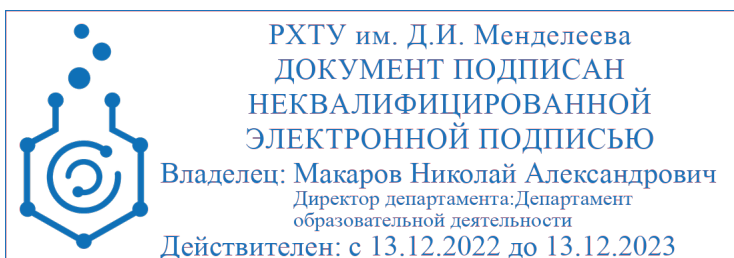 РХТУ им. Д.И. Менделеева
ДОКУМЕНТ ПОДПИСАН
НЕКВАЛИФИЦИРОВАННОЙ
ЭЛЕКТРОННОЙ ПОДПИСЬЮ
Владелец: Макаров Николай Александрович
Директор департамента:Департамент
образовательной деятельности
Действителен: с 13.12.2022 до 13.12.2023